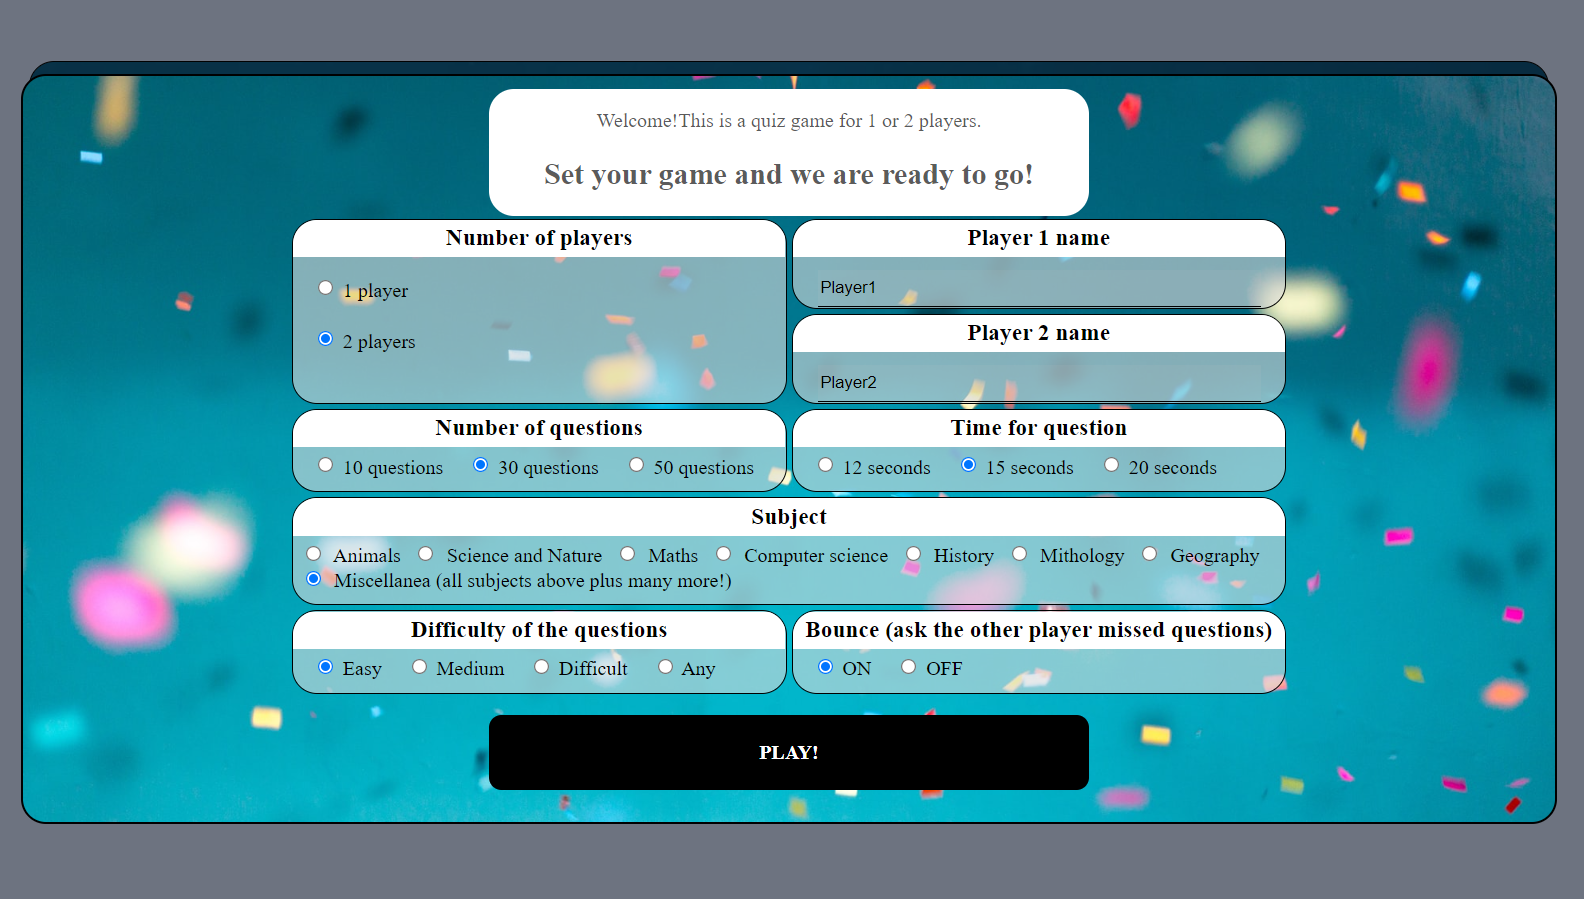 Welcome!This is a quiz game for 1 or 2 players.
Set your game and we are ready to go!
Number of players
1 player
2 players
Player 1 name
Player1
Player 2 name
Player2
Number of questions
10 questions 30 questions 50 questions
Time for question
12 seconds 15 seconds 20 seconds
Subject
Animals Science and Nature Maths Computer science History Mithology Geography
Miscellanea (all subjects above plus many more!)
Difficulty of the questions
Easy Medium Difficult Any
Bounce (ask the other player missed questions)
ON OFF
PLAY!